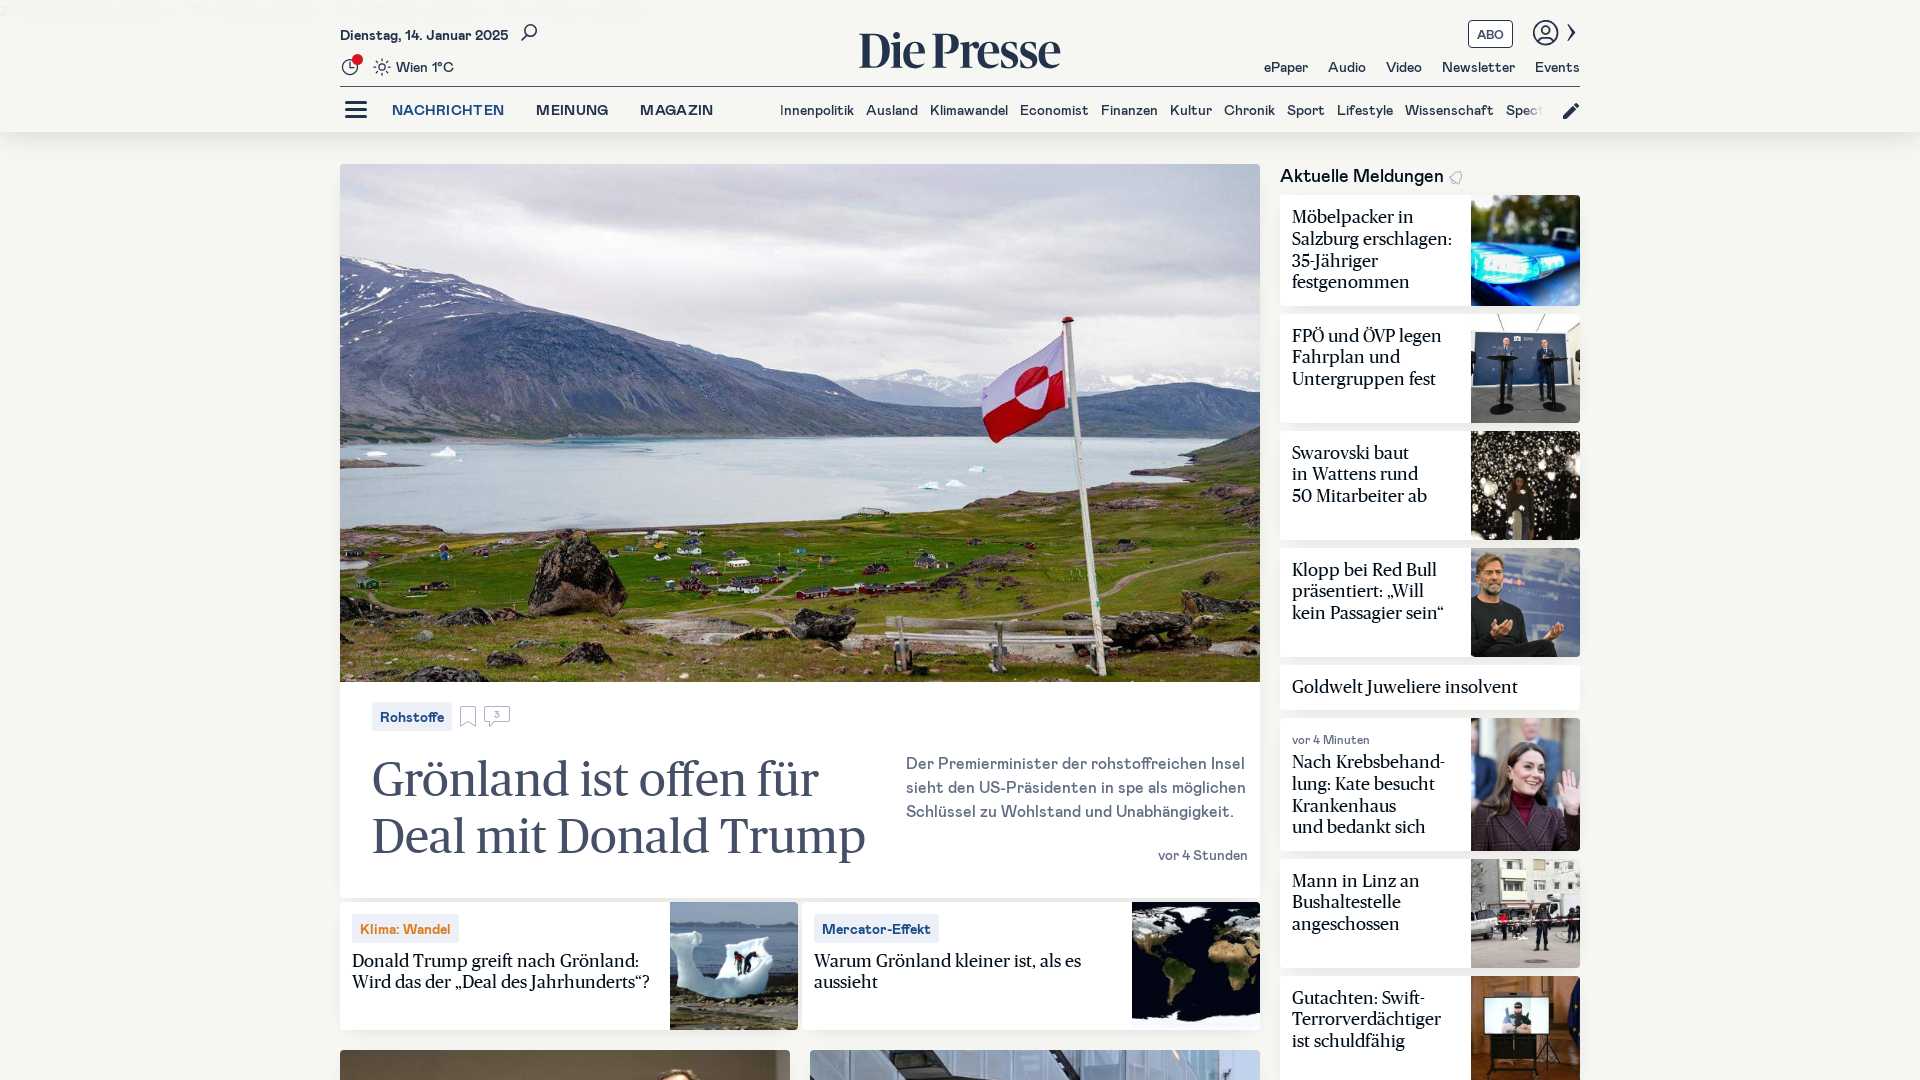 Dienstag, 14. Januar 2025
Wien 1°C
Die Presse
ABO
ePaper Audio Video Newsletter Events
NACHRICHTEN MEINUNG MAGAZIN
Innenpolitik Ausland Klimawandel Economist Finanzen Kultur Chronik Sport Lifestyle Wissenschaft
Rohstoffe
3
Grönland ist offen für
Deal mit Donald Trump
Der Premierminister der rohstoffreichen Insel
sieht den US-Präsidenten in spe als möglichen
Schlüssel zu Wohlstand und Unabhängigkeit.
vor 4 Stunden
Klima: Wandel
Donald Trump greift nach Grönland:
Wird das der „Deal des Jahrhunderts“?
Mercator-Effekt
Warum Grönland kleiner ist, als es
aussieht
Aktuelle Meldungen
Möbelpacker in
Salzburg erschlagen:
35-Jähriger
festgenommen
FPÖ und ÖVP legen
Fahrplan und
Untergruppen fest
Swarovski baut
in Wattens rund
50 Mitarbeiter ab
Klopp bei Red Bull
präsentiert: „Will
kein Passagier sein“
Goldwelt Juweliere insolvent
vor 4 Minuten
Nach Krebsbehand-
lung: Kate besucht
Krankenhaus
und bedankt sich
Mann in Linz an
Bushaltestelle
angeschossen
Gutachten: Swift-
Terrorverdächtiger
ist schuldfähig